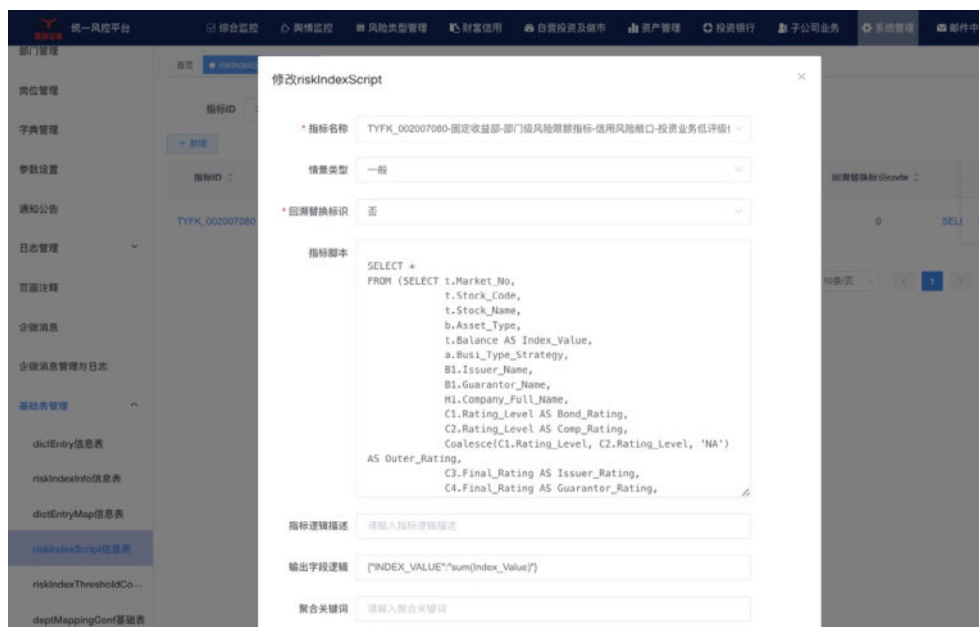 统一风控平台
综合监控
舆情监控
风险类型管理
财富信用
自营投资及做市
资产管理
投资银行
子公司业务
系统管理
邮件中
部门管理
岗位管理
字典管理
参数设置
通知公告
日志管理
页面注释
企微消息
企微消息管理与日志
基础表管理
dictEntry信息表
riskIndexInfo信息表
dictEntryMap信息表
riskIndexScript信息表
riskIndexThresholdCo...
deptMappingConf基础表
首页
指标ID
+ 新增
指标ID
TYFK_002007080
修改riskIndexScript
×
* 指标名称 TYFK_002007080-固定收益部-部门级风险限额指标-信用风险敞口-投资业务低评级
情景类型 一般
* 回溯替换标识 否
指标脚本
SELECT *
FROM (SELECT t.Market_No,
t.Stock_Code,
t.Stock_Name,
b.Asset_Type,
t.Balance AS Index_Value,
a.Busi_Type_Strategy,
B1.Issuer_Name,
B1.Guarantor_Name,
H1.Company_Full_Name,
C1.Rating_Level AS Bond_Rating,
C2.Rating_Level AS Comp_Rating,
Coalesce(C1.Rating_Level, C2.Rating_Level, 'NA')
AS Outer_Rating,
C3.Final_Rating AS Issuer_Rating,
C4.Final_Rating AS Guarantor_Rating,
指标逻辑描述 请输入指标逻辑描述
输出字段逻辑 {"INDEX_VALUE":"sum(Index_Value)"}
聚合关键词 请输入聚合关键词
回溯替换标识code
0
SEL
10条/页
1